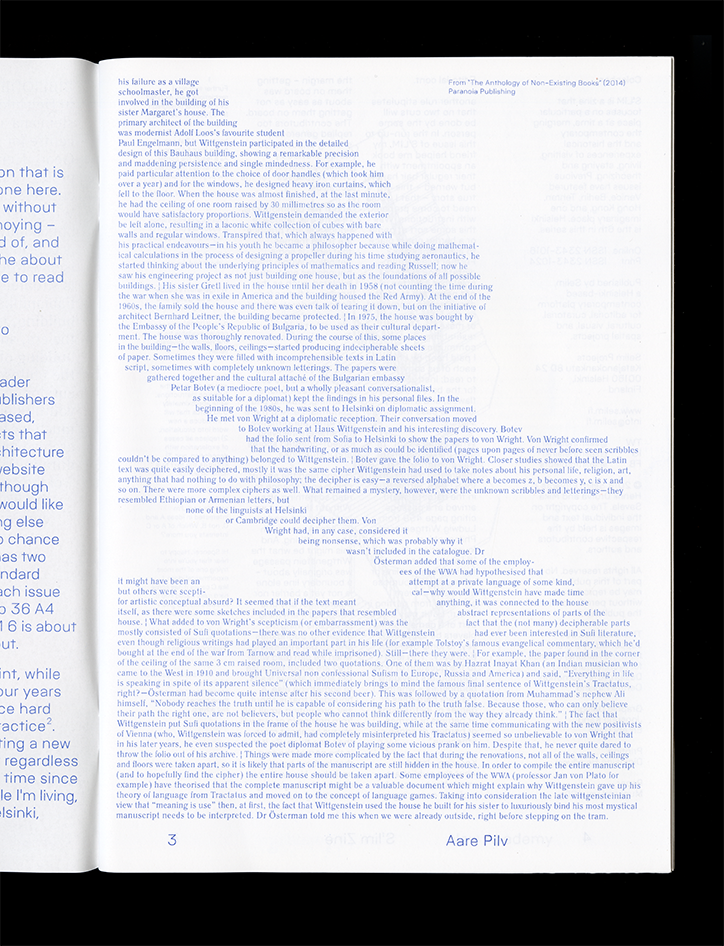 on that is
one here.
without
noying –
d of, and
he about
e to read
o
ader
ublishers
ased,
cts that
chitecture
website
though
would like
ng else
o chance
has two
ndard
ach issue
o 36 A4
1 6 is about
out.
int, while
our years
ce hard
ractice².
ting a new
regardless
time since
le I'm living,
elsinki,
From "The Anthology of Non-Existing Books" (2014)
Paranoia Publishing
his failure as a village
schoolmaster, he got
involved in the building of his
sister Margaret's house. The
primary architect of the building
was modernist Adolf Loos's favourite student
Paul Engelmann, but Wittgenstein participated in the detailed
design of this Bauhaus building, showing a remarkable precision
and maddening persistence and single mindedness. For example, he
paid particular attention to the choice of door handles (which took him
over a year) and for the windows, he designed heavy iron curtains, which
fell to the floor. When the house was almost finished, at the last minute,
he had the ceiling of one room raised by 30 millimetres so as the room
would have satisfactory proportions. Wittgenstein demanded the exterior
be left alone, resulting in a laconic white collection of cubes with bare
walls and regular windows. Transpired that, which always happened with
his practical endeavours—in his youth he became a philosopher because while doing mathemat-
ical calculations in the process of designing a propeller during his time studying aeronautics, he
started thinking about the underlying principles of mathematics and reading Russell; now he
saw his engineering project as not just building one house, but as the foundations of all possible
buildings. ¦ His sister Gretl lived in the house until her death in 1958 (not counting the time during
the war when she was in exile in America and the building housed the Red Army). At the end of the
1960s, the family sold the house and there was even talk of tearing it down, but on the initiative of
architect Bernhard Leitner, the building became protected. ¦ In 1975, the house was bought by
the Embassy of the People's Republic of Bulgaria, to be used as their cultural depart-
ment. The house was thoroughly renovated. During the course of this, some places
in the building—the walls, floors, ceilings—started producing indecipherable sheets
of paper. Sometimes they were filled with incomprehensible texts in Latin
script, sometimes with completely unknown letterings. The papers were
gathered together and the cultural attaché of the Bulgarian embassy
Petar Botev (a mediocre poet, but a wholly pleasant conversationalist,
as suitable for a diplomat) kept the findings in his personal files. In the
beginning of the 1980s, he was sent to Helsinki on diplomatic assignment.
He met von Wright at a diplomatic reception. Their conversation moved
to Botev working at Haus Wittgenstein and his interesting discovery. Botev
had the folio sent from Sofia to Helsinki to show the papers to von Wright. Von Wright confirmed
that the handwriting, or as much as could be identified (pages upon pages of never before seen scribbles
couldn't be compared to anything) belonged to Wittgenstein. ¦ Botev gave the folio to von Wright. Closer studies showed that the Latin
text was quite easily deciphered, mostly it was the same cipher Wittgenstein had used to take notes about his personal life, religion, art,
anything that had nothing to do with philosophy; the decipher is easy—a reversed alphabet where a becomes z, b becomes y, c is x and
so on. There were more complex ciphers as well. What remained a mystery, however, were the unknown scribbles and letterings—they
resembled Ethiopian or Armenian letters, but
none of the linguists at Helsinki
or Cambridge could decipher them. Von
Wright had, in any case, considered it
being nonsense, which was probably why it
wasn't included in the catalogue. Dr
Österman added that some of the employ-
ees of the WWA had hypothesised that
it might have been an attempt at a private language of some kind,
but others were scepti- cal—why would Wittgenstein have made time
for artistic conceptual absurd? It seemed that if the text meant anything, it was connected to the house
itself, as there were some sketches included in the papers that resembled abstract representations of parts of the
house. ¦ What added to von Wright's scepticism (or embarrassment) was the fact that the (not many) decipherable parts
mostly consisted of Sufi quotations—there was no other evidence that Wittgenstein had ever been interested in Sufi literature,
even though religious writings had played an important part in his life (for example Tolstoy's famous evangelical commentary, which he'd
bought at the end of the war from Tarnow and read while imprisoned). Still—there they were. ¦ For example, the paper found in the corner
of the ceiling of the same 3 cm raised room, included two quotations. One of them was by Hazrat Inayat Khan (an Indian musician who
came to the West in 1910 and brought Universal non confessional Sufism to Europe, Russia and America) and said, "Everything in life
is speaking in spite of its apparent silence" (which immediately brings to mind the famous final sentence of Wittgenstein's Tractatus,
right?—Österman had become quite intense after his second beer). This was followed by a quotation from Muhammad's nephew Ali
himself, "Nobody reaches the truth until he is capable of considering his path to the truth false. Because those, who can only believe
their path the right one, are not believers, but people who cannot think differently from the way they already think." ¦ The fact that
Wittgenstein put Sufi quotations in the frame of the house he was building, while at the same time communicating with the new positivists
of Vienna (who, Wittgenstein was forced to admit, had completely misinterpreted his Tractatus) seemed so unbelievable to von Wright that
in his later years, he even suspected the poet diplomat Botev of playing some vicious prank on him. Despite that, he never quite dared to
throw the folio out of his archive. ¦ Things were made more complicated by the fact that during the renovations, not all of the walls, ceilings
and floors were taken apart, so it is likely that parts of the manuscript are still hidden in the house. In order to compile the entire manuscript
(and to hopefully find the cipher) the entire house should be taken apart. Some employees of the WWA (professor Jan von Plato for
example) have theorised that the complete manuscript might be a valuable document which might explain why Wittgenstein gave up his
theory of language from Tractatus and moved on to the concept of language games. Taking into consideration the late wittgensteinian
view that "meaning is use" then, at first, the fact that Wittgenstein used the house he built for his sister to luxuriously bind his most mystical
manuscript needs to be interpreted. Dr Österman told me this when we were already outside, right before stepping on the tram.
3
Aare Pilv